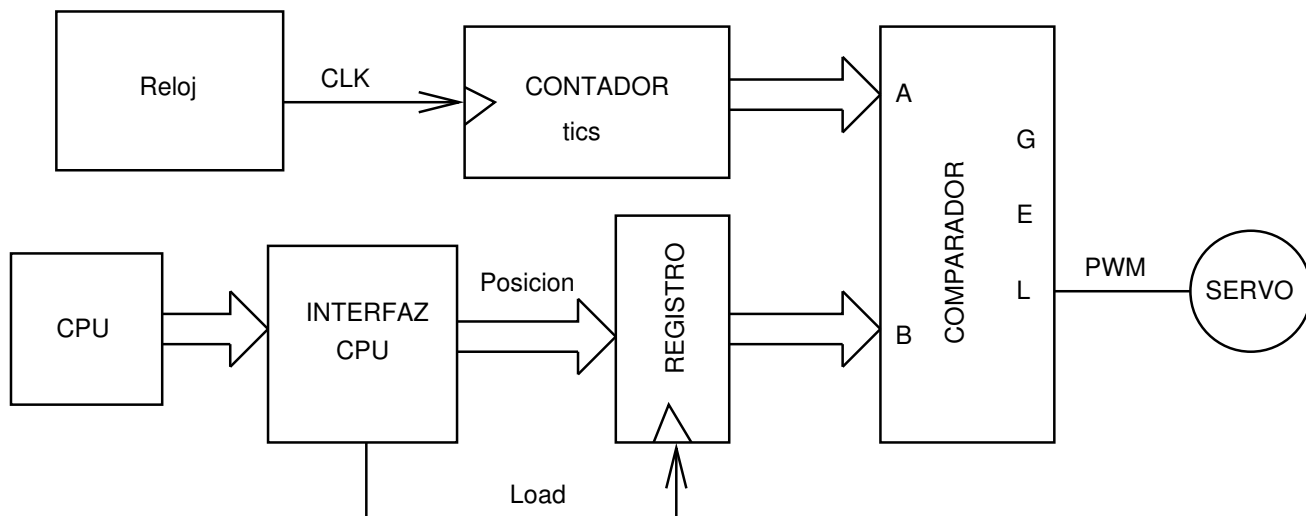 Reloj
CLK
CONTADOR
tics
A
G
E
L
B
COMPARADOR
CPU
INTERFAZ
CPU
Posicion
REGISTRO
Load
PWM
SERVO